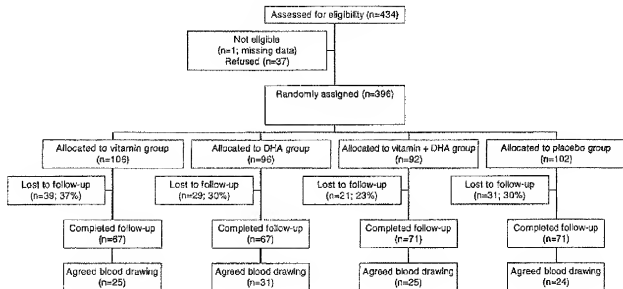 Assessed for eligibility (n=434)
Not eligible
(n=1; missing data)
Refused (n=37)
Randomly assigned (n=396)
Allocated to vitamin group
(n=106)
Allocated to DHA group
(n=96)
Allocated to vitamin + DHA group
(n=92)
Allocated to placebo group
(n=102)
Lost to follow-up
(n=39; 37%)
Lost to follow-up
(n=29; 30%)
Lost to follow-up
(n=21; 23%)
Lost to follow-up
(n=31; 30%)
Completed follow-up
(n=67)
Completed follow-up
(n=67)
Completed follow-up
(n=71)
Completed follow-up
(n=71)
Agreed blood drawing
(n=25)
Agreed blood drawing
(n=31)
Agreed blood drawing
(n=25)
Agreed blood drawing
(n=24)